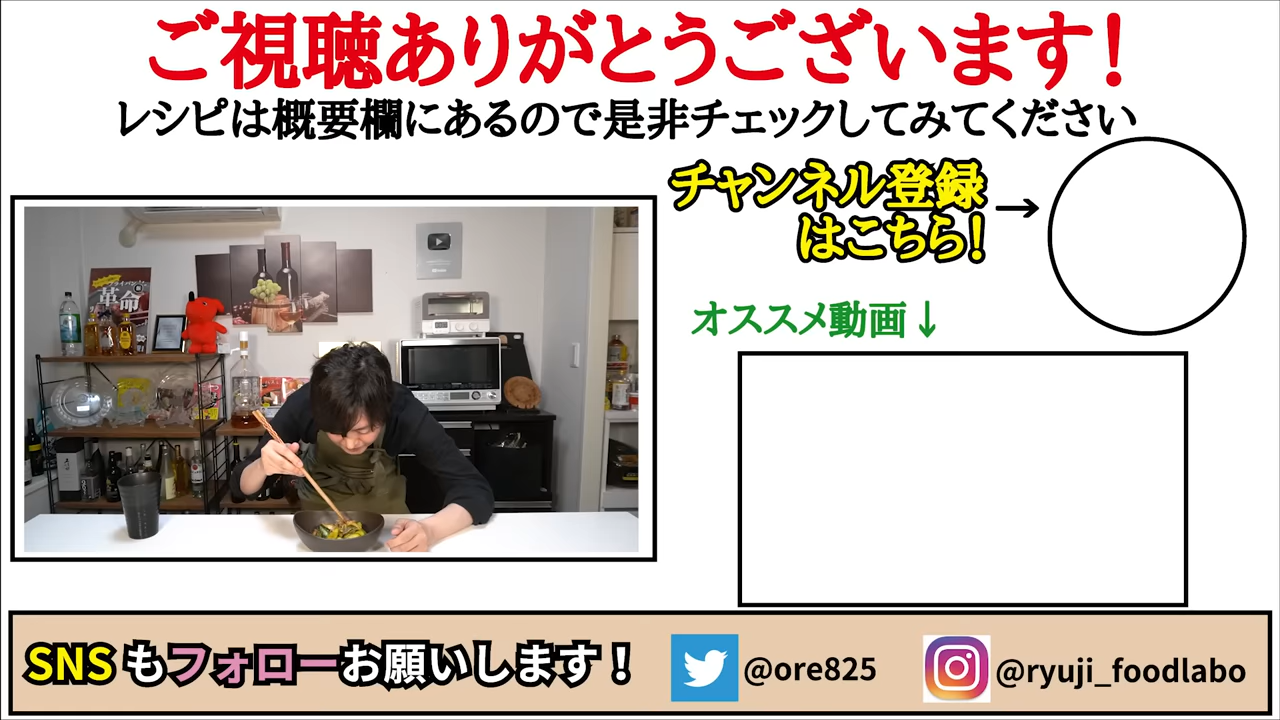 ご視聴ありがとうございます!
レシピは概要欄にあるので是非チェックしてみてください
チャンネル登録
はこちら!
→
オススメ動画↓
革命
SNSもフォローお願いします!
@ore825
@ryuji_foodlabo